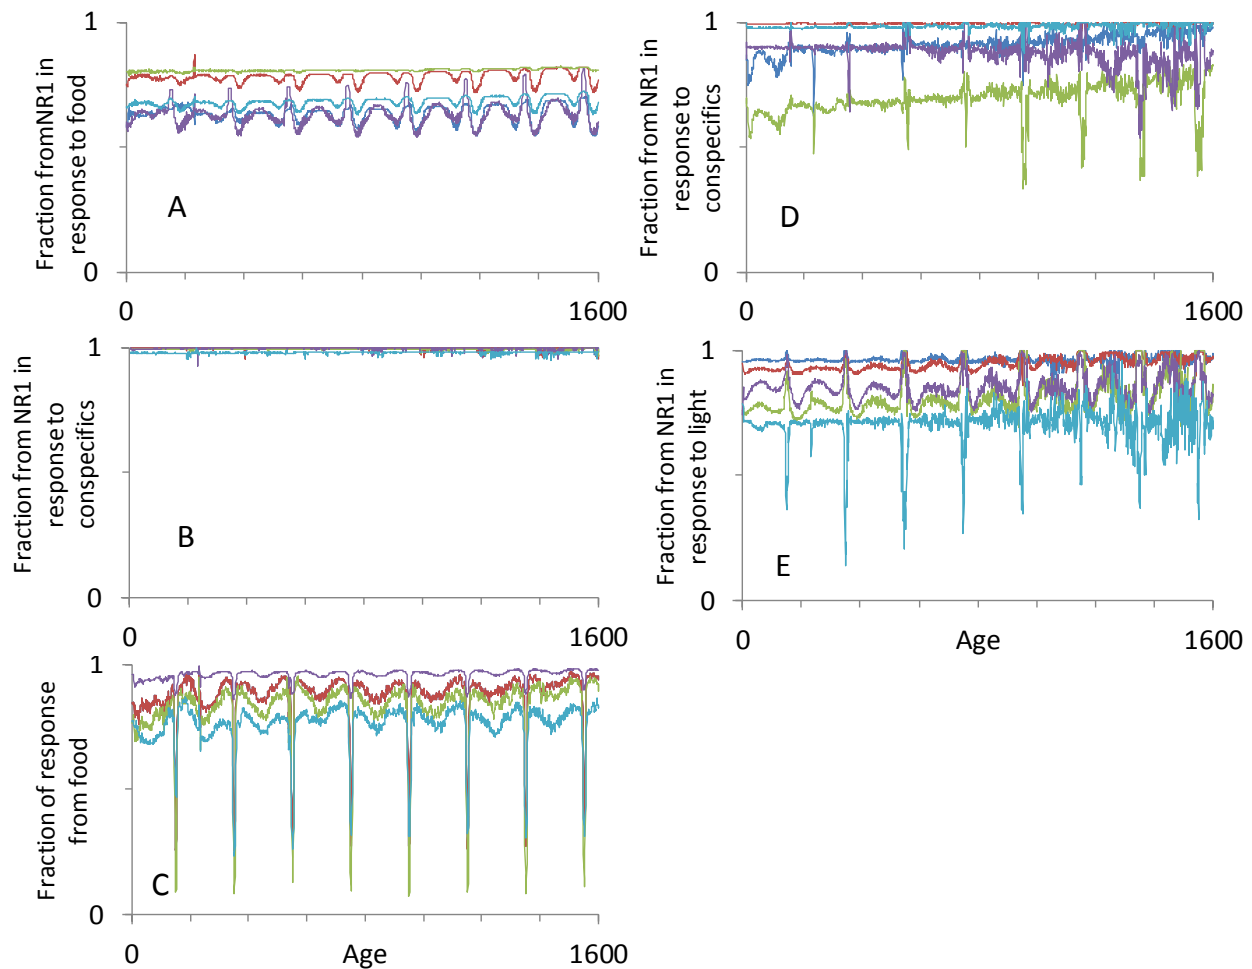 Fraction fromNR1 in
response to food
1
0
A
0
1600
Fraction from NR1 in
response to
conspecifics
1
0
B
0
1600
Fraction of response
from food
1
0
C
0
Age
1600
Fraction from NR1 in
response to
conspecifics
1
0
D
0
1600
Fraction from NR1 in
response to light
1
0
E
0
Age
1600